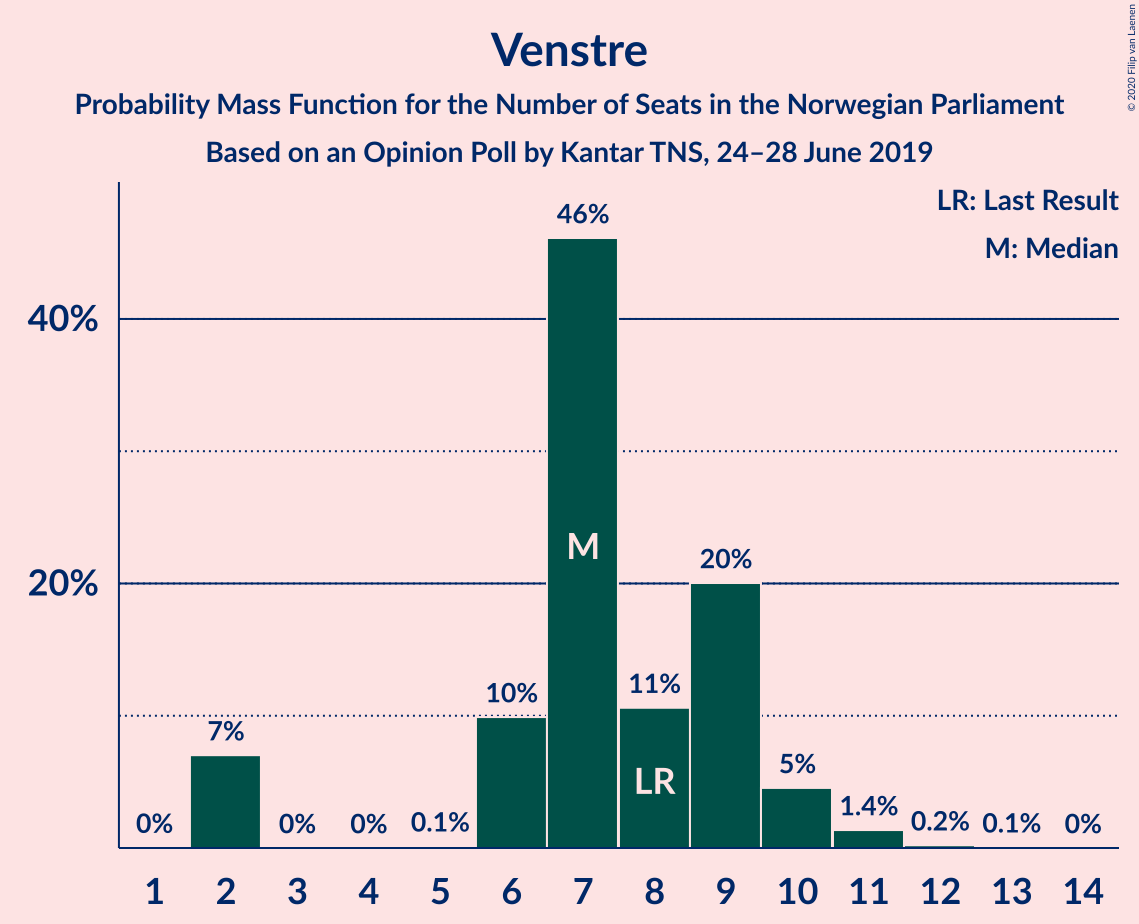 Venstre
Probability Mass Function for the Number of Seats in the Norwegian Parliament
Based on an Opinion Poll by Kantar TNS, 24–28 June 2019
© 2020 Filip van Laenen
LR: Last Result
M: Median
40%
20%
0%
7%
0%
0%
0.1%
10%
46%
11%
20%
5%
1.4%
0.2%
0.1%
0%
M
LR
1 2 3 4 5 6 7 8 9 10 11 12 13 14